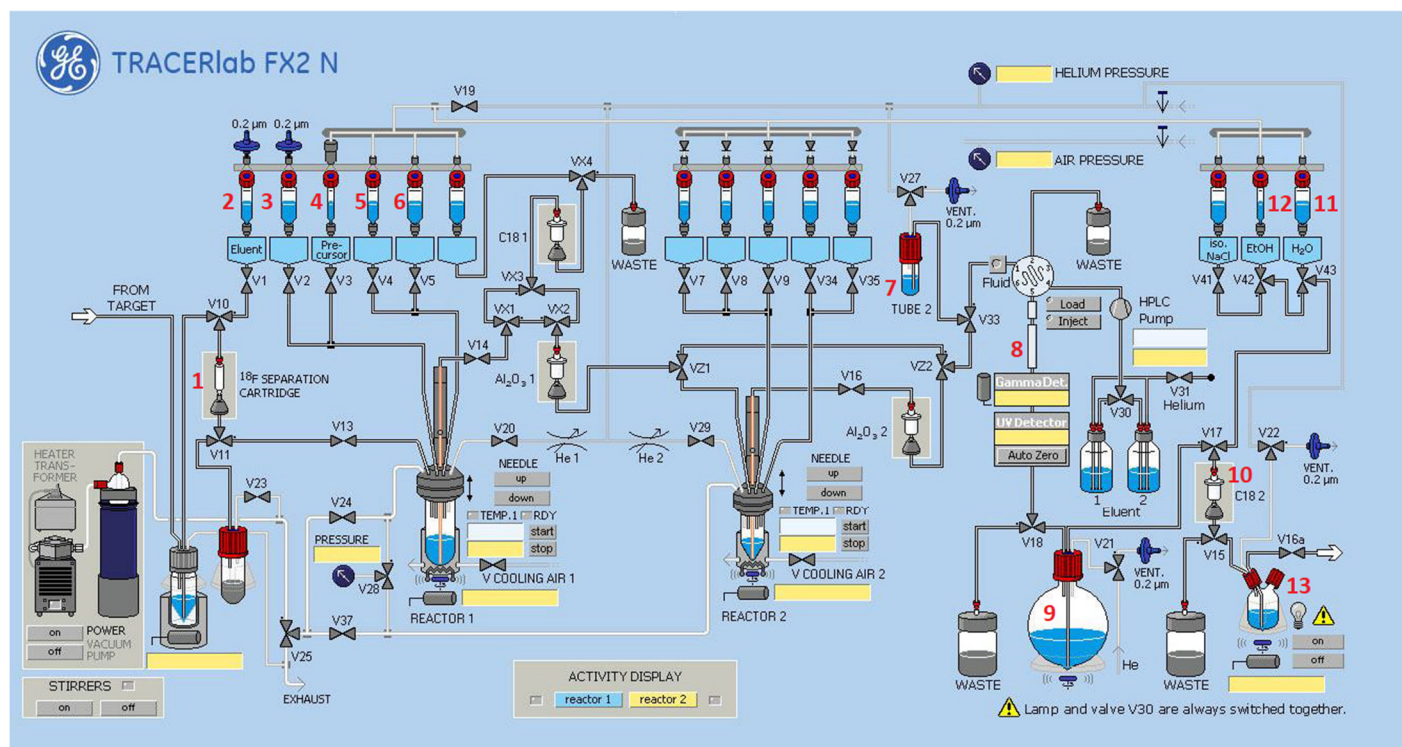 GE TRACERlab FX2 N
HELIUM PRESSURE
V19
0.2 µm 0.2 µm
AIR PRESSURE
VX4
V27
2 3 4 5 6
12 11
VENT.
0.2 µm
C18 1
WASTE
WASTE
Eluent
Pre-
cursor
iso.
NaCl
EtOH
H₂O
V1 V2 V3 V4 V5
VX3
V7 V8 V9 V34 V35
7
TUBE 2
Fluid
1 2 3 4 5 6
V41 V42 V43
FROM
TARGET
V10
VX1 VX2
V33
Load
Inject
HPLC
Pump
V14
8
1
¹⁸F SEPARATION
CARTRIDGE
Al₂O₃ 1
VZ1
VZ2
V16
Gamma Det.
V31
Helium
V30
V11
V13
V20
He 1
He 2
V29
Al₂O₃ 2
UV Detector
Auto Zero
V17
V22
HEATER
TRANS-
FORMER
NEEDLE
up
down
NEEDLE
up
down
1 2
Eluent
10
C18 2
VENT.
0.2 µm
V23
V24
TEMP.1 RDY
start
stop
TEMP.1 RDY
start
stop
PRESSURE
V18
V21
V15
V16a
V28
V COOLING AIR 1
V COOLING AIR 2
VENT.
0.2 µm
13
REACTOR 1
REACTOR 2
9
on POWER
off VACUUM
PUMP
V25
V37
on
off
He
WASTE
WASTE
STIRRERS
on off
EXHAUST
ACTIVITY DISPLAY
reactor 1 reactor 2
Lamp and valve V30 are always switched together.